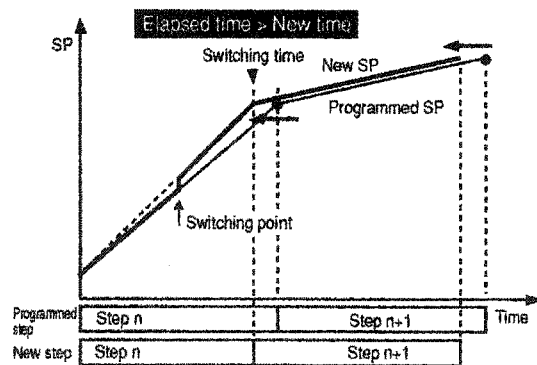 Elapsed time > New time
SP
Switching time
New SP
Programmed SP
Switching point
Programmed step
Step n
Step n+1
Time
New step
Step n
Step n+1